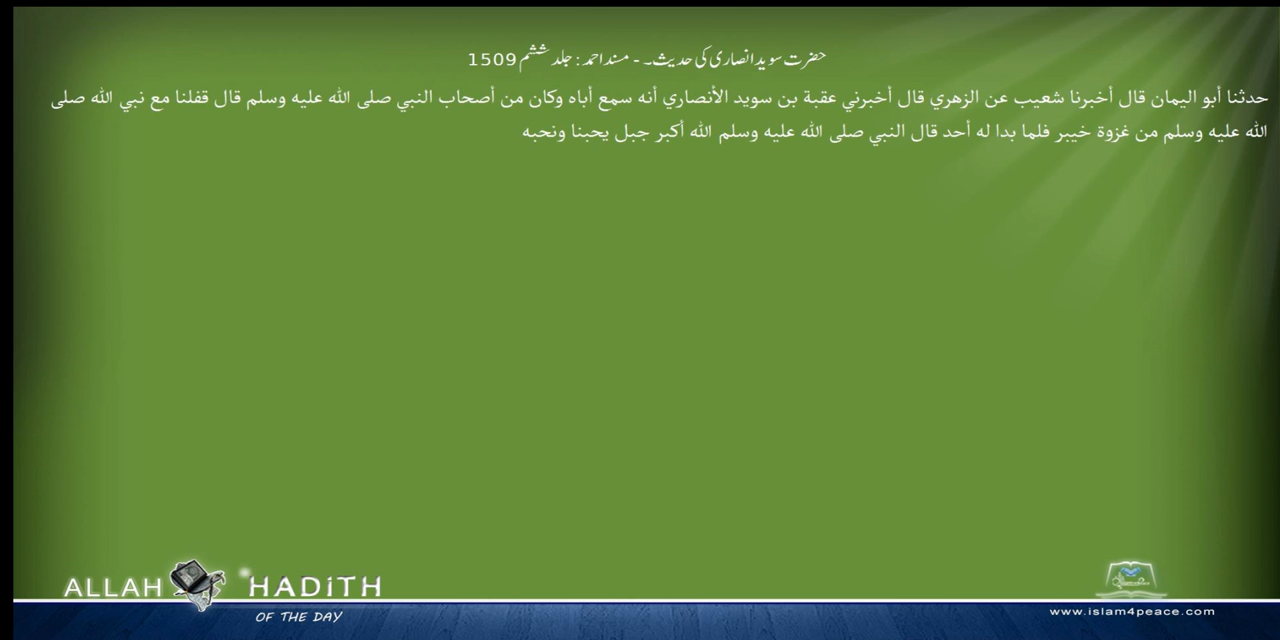 حضرت سوید انصاری کی حدیث۔ - مسند احمد : جلد ششم 1509
حدثنا أبو اليمان قال أخبرنا شعيب عن الزهري قال أخبرني عقبة بن سويد الأنصاري أنه سمع أباه وكان من أصحاب النبي صلى الله عليه وسلم قال قفلنا مع نبي الله صلى
الله عليه وسلم من غزوة خيبر فلما بدا له أحد قال النبي صلى الله عليه وسلم الله أكبر جبل يحبنا ونحبه
ALLAH HADITH
OF THE DAY
www.islam4peace.com